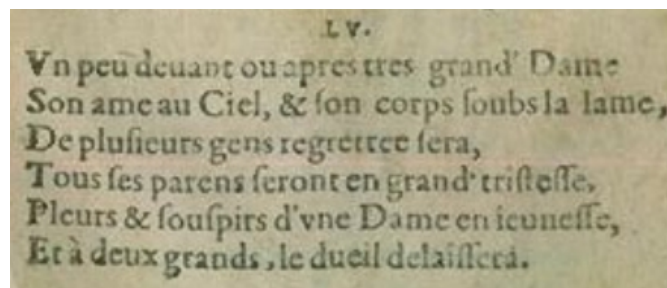 LV.
Vn peu deuant ou apres tres grand' Dame
Son ame au Ciel, & ſon corps ſoubs la lame,
De pluſieurs gens regrettee ſera,
Tous ſes parens ſeront en grand' triſteſſe,
Pleurs & ſouſpirs d'vne Dame en ieuneſſe,
Et à deux grands, le dueil delaiſſera.